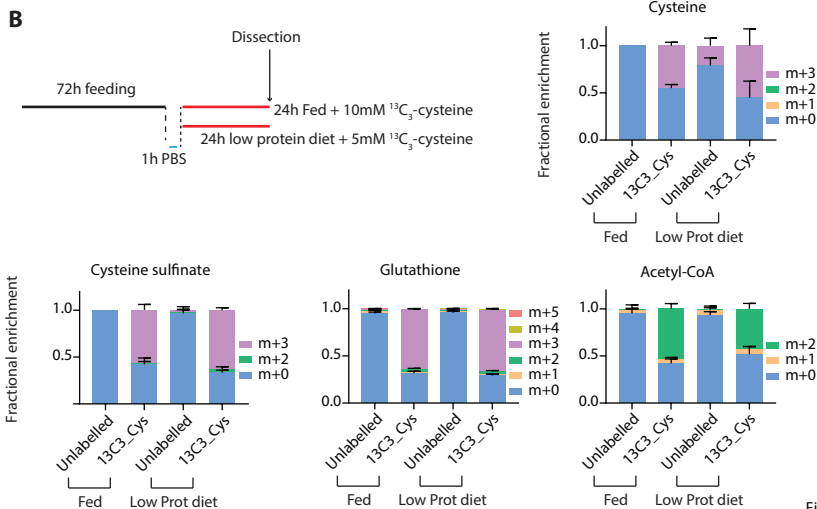 B
Dissection
72h feeding
24h Fed + 10mM ¹³C₃-cysteine
24h low protein diet + 5mM ¹³C₃-cysteine
1h PBS
Cysteine
Fractional enrichment
1.0
0.5
0.0
m+3
m+2
m+1
m+0
Unlabelled
13C3_Cys
Unlabelled
13C3_Cys
Fed
Low Prot diet
Cysteine sulfinate
Fractional enrichment
1.0
0.5
m+3
m+2
m+0
Unlabelled
13C3_Cys
Unlabelled
13C3_Cys
Fed
Low Prot diet
Glutathione
1.0
0.5
0.0
m+5
m+4
m+3
m+2
m+1
m+0
Unlabelled
13C3_Cys
Unlabelled
13C3_Cys
Fed
Low Prot diet
Acetyl-CoA
1.0
0.5
0.0
m+2
m+1
m+0
Unlabelled
13C3_Cys
Unlabelled
13C3_Cys
Fed
Low Prot diet
Fi